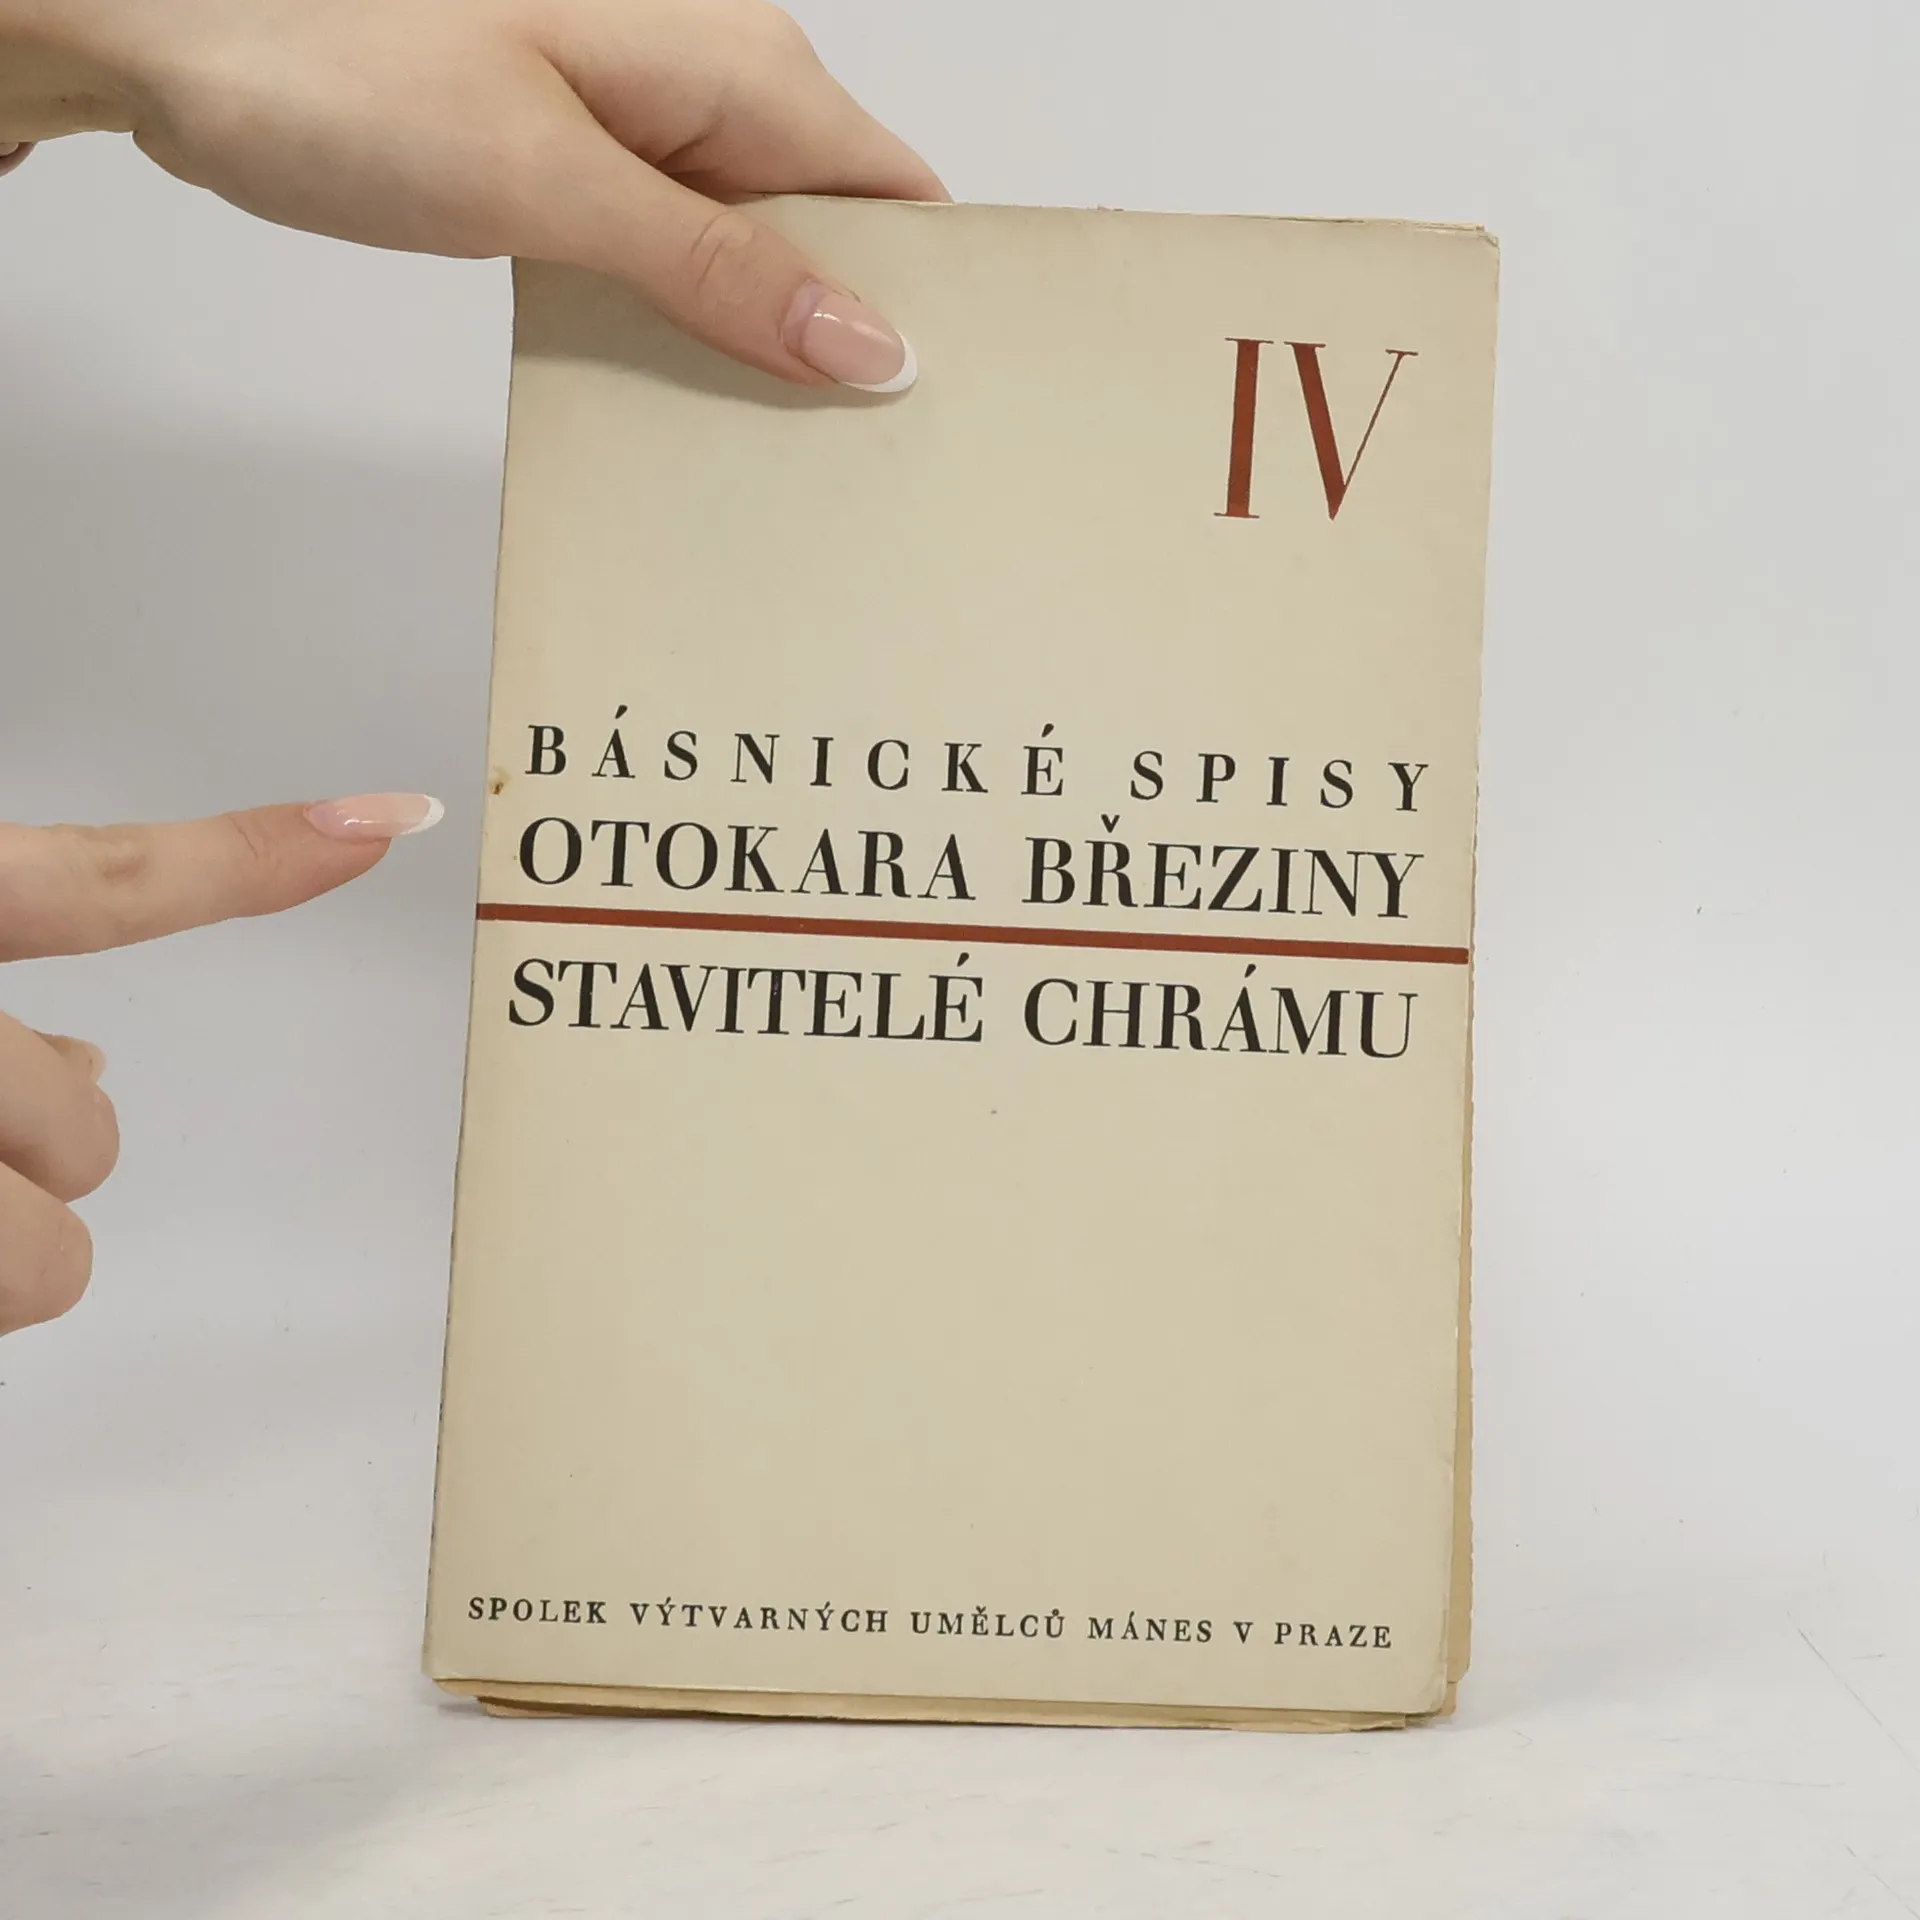 IV
BÁSNICKÉ SPISY
OTOKARA BŘEZINY
STAVITELÉ CHRÁMU
SPOLEK VÝTVARNÝCH UMĚLCŮ MÁNES V PRAZE